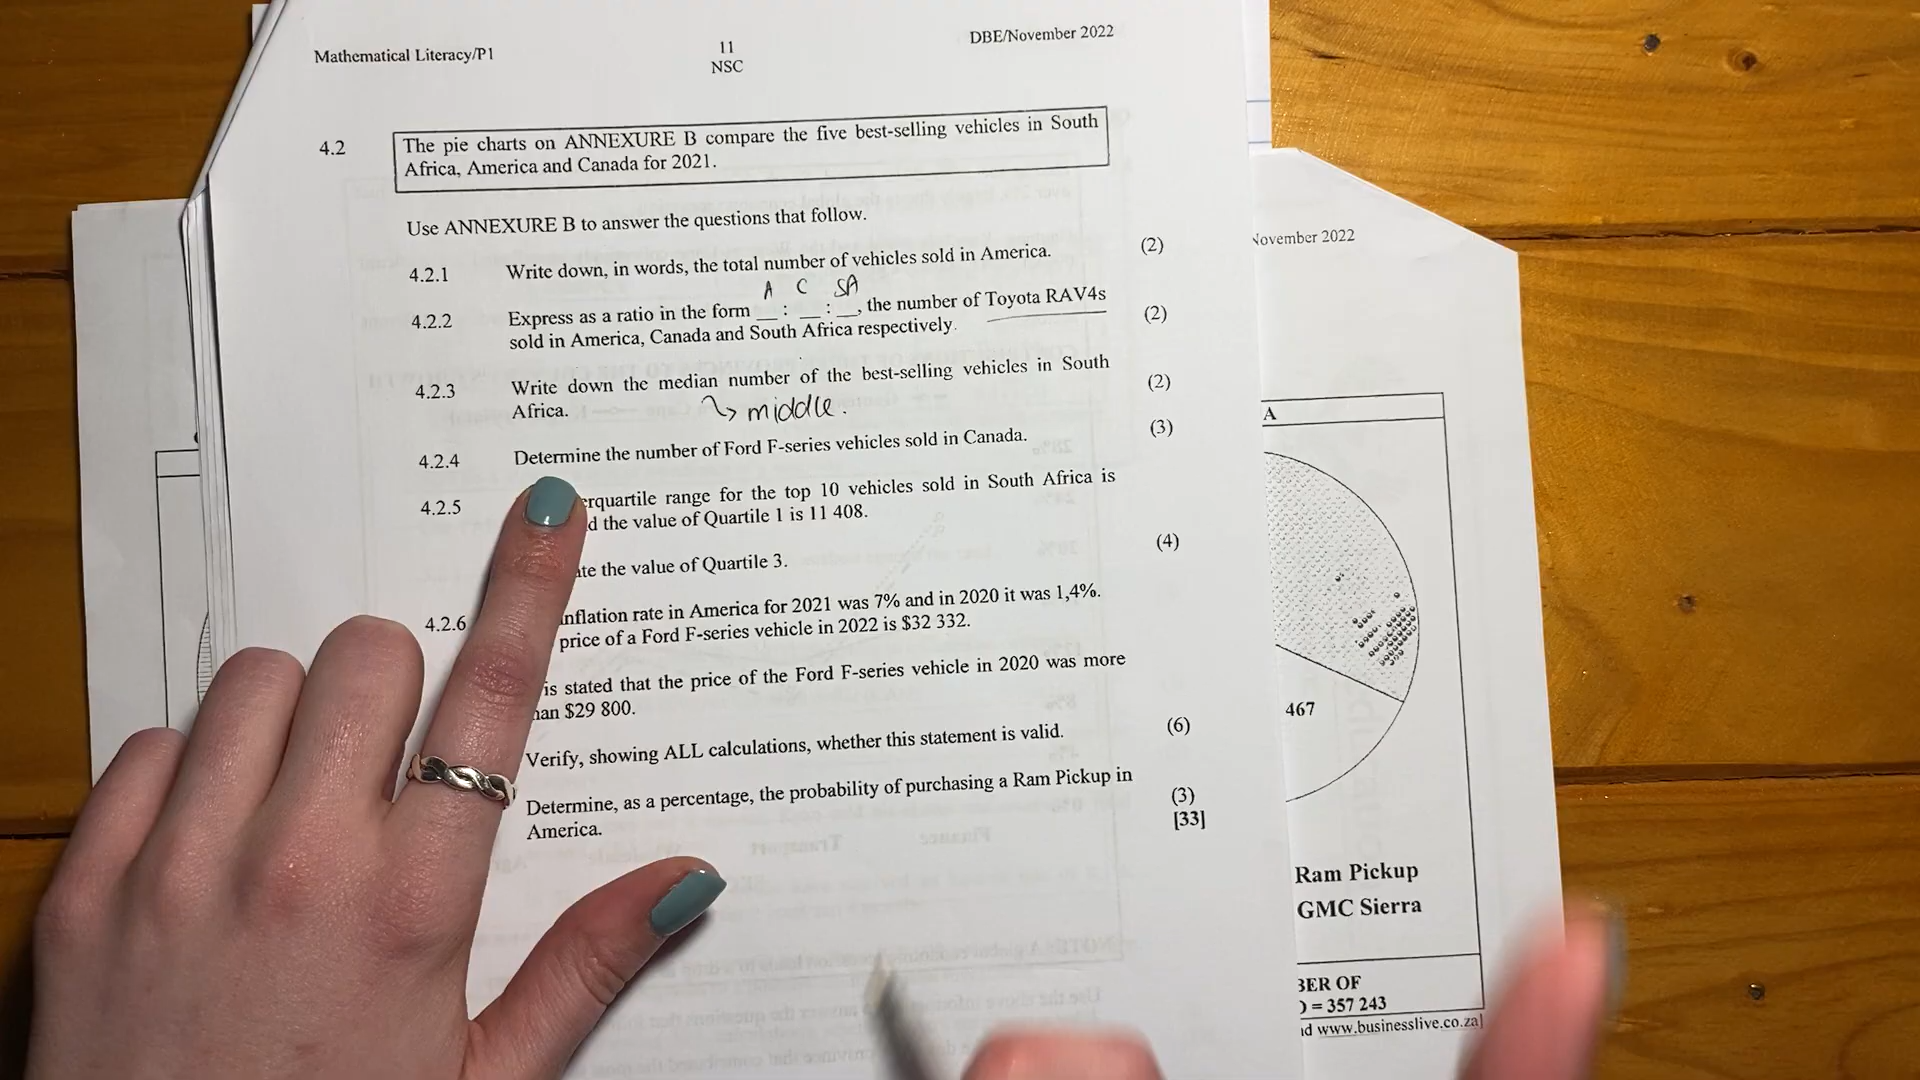 Mathematical Literacy/P1
11
NSC
DBE/November 2022
4.2
The pie charts on ANNEXURE B compare the five best-selling vehicles in South
Africa, America and Canada for 2021.
Use ANNEXURE B to answer the questions that follow.
4.2.1 Write down, in words, the total number of vehicles sold in America. (2)
A C SA
4.2.2 Express as a ratio in the form __ : __ : __, the number of Toyota RAV4s
sold in America, Canada and South Africa respectively. (2)
4.2.3 Write down the median number of the best-selling vehicles in South
Africa. (2)
middle.
4.2.4 Determine the number of Ford F-series vehicles sold in Canada. (3)
4.2.5 range for the top 10 vehicles sold in South Africa is
the value of Quartile 1 is 11 408.
the value of Quartile 3. (4)
4.2.6 rate in America for 2021 was 7% and in 2020 it was 1,4%.
price of a Ford F-series vehicle in 2022 is $32 332.
is stated that the price of the Ford F-series vehicle in 2020 was more
$29 800.
Verify, showing ALL calculations, whether this statement is valid. (6)
Determine, as a percentage, the probability of purchasing a Ram Pickup in
America. (3)
[33]
November 2022
A
467
Ram Pickup
GMC Sierra
OF
) = 357 243
www.businesslive.co.za]